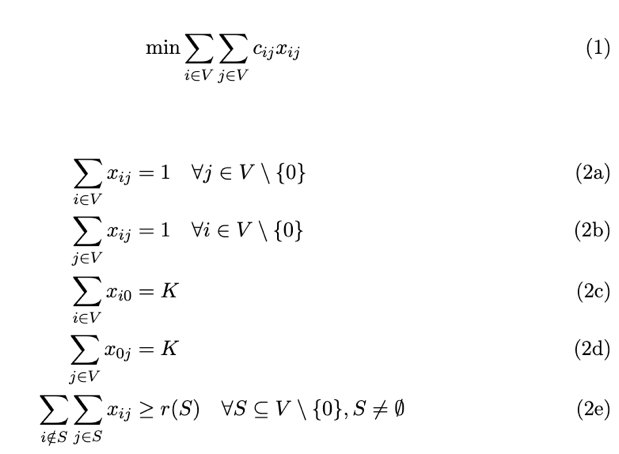 min ∑_{i∈V} ∑_{j∈V} c_{ij}x_{ij} (1)
∑_{i∈V} x_{ij} = 1 ∀j ∈ V \ {0} (2a)
∑_{j∈V} x_{ij} = 1 ∀i ∈ V \ {0} (2b)
∑_{i∈V} x_{i0} = K (2c)
∑_{j∈V} x_{0j} = K (2d)
∑_{i∉S} ∑_{j∈S} x_{ij} ≥ r(S) ∀S ⊆ V \ {0}, S ≠ ∅ (2e)